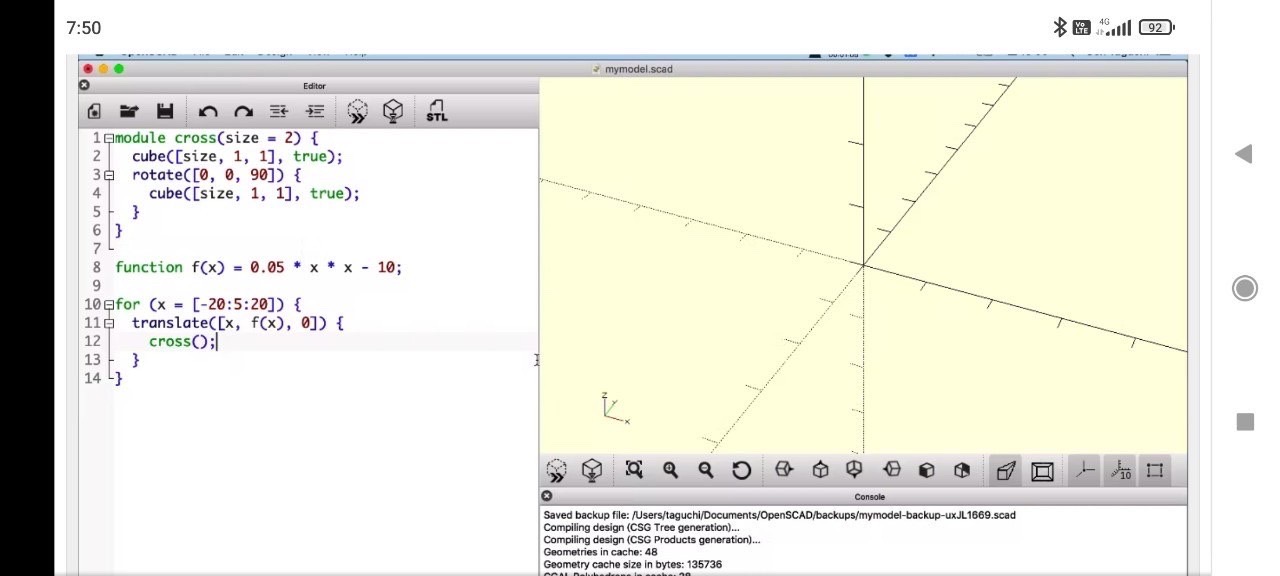 7:50
Vo
LTE
4G
92
mymodel.scad
Editor
STL
1 module cross(size = 2) {
2 cube([size, 1, 1], true);
3 rotate([0, 0, 90]) {
4 cube([size, 1, 1], true);
5 }
6 }
7
8 function f(x) = 0.05 * x * x - 10;
9
10 for (x = [-20:5:20]) {
11 translate([x, f(x), 0]) {
12 cross();
13 }
14 }
z
y
x
10
Console
Saved backup file: /Users/taguchi/Documents/OpenSCAD/backups/mymodel-backup-uxJL1669.scad
Compiling design (CSG Tree generation)...
Compiling design (CSG Products generation)...
Geometries in cache: 48
Geometry cache size in bytes: 135736